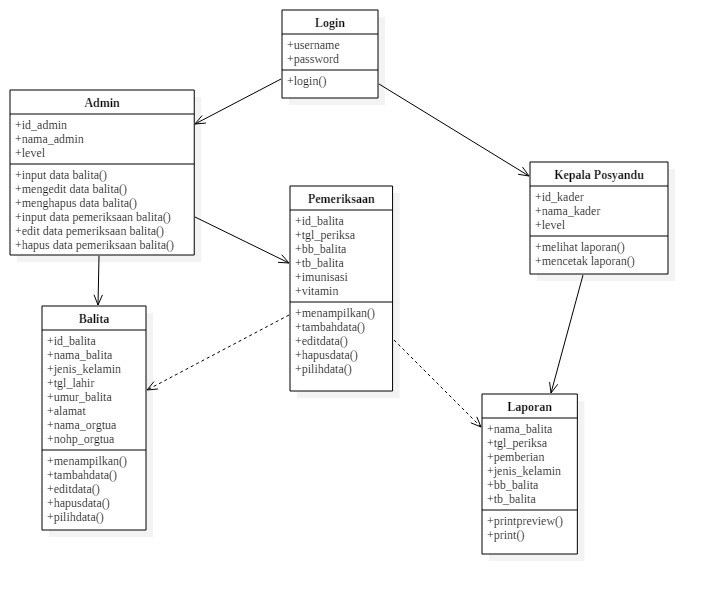 Login
+username
+password
+login()
Admin
+id_admin
+nama_admin
+level
+input data balita()
+mengedit data balita()
+menghapus data balita()
+input data pemeriksaan balita()
+edit data pemeriksaan balita()
+hapus data pemeriksaan balita()
Kepala Posyandu
+id_kader
+nama_kader
+level
+melihat laporan()
+mencetak laporan()
Pemeriksaan
+id_balita
+tgl_periksa
+bb_balita
+tb_balita
+imunisasi
+vitamin
+menampilkan()
+tambahdata()
+editdata()
+hapusdata()
+pilihdata()
Balita
+id_balita
+nama_balita
+jenis_kelamin
+tgl_lahir
+umur_balita
+alamat
+nama_orgtua
+nohp_orgtua
+menampilkan()
+tambahdata()
+editdata()
+hapusdata()
+pilihdata()
Laporan
+nama_balita
+tgl_periksa
+pemberian
+jenis_kelamin
+bb_balita
+tb_balita
+printpreview()
+print()